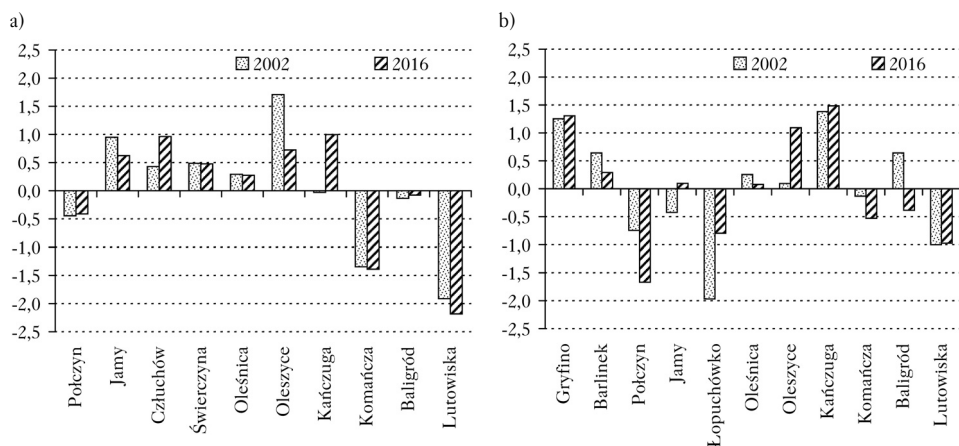 a)
2,5
2,0
1,5
1,0
0,5
0,0
-0,5
-1,0
-1,5
-2,0
-2,5
2002
2016
Połczyn
Jamy
Człuchów
Świerczyna
Oleśnica
Oleszyce
Kańczuga
Komańcza
Baligród
Lutowiska
b)
2,5
2,0
1,5
1,0
0,5
0,0
-0,5
-1,0
-1,5
-2,0
-2,5
2002
2016
Gryfino
Barlinek
Połczyn
Jamy
Łopuchówko
Oleśnica
Oleszyce
Kańczuga
Komańcza
Baligród
Lutowiska